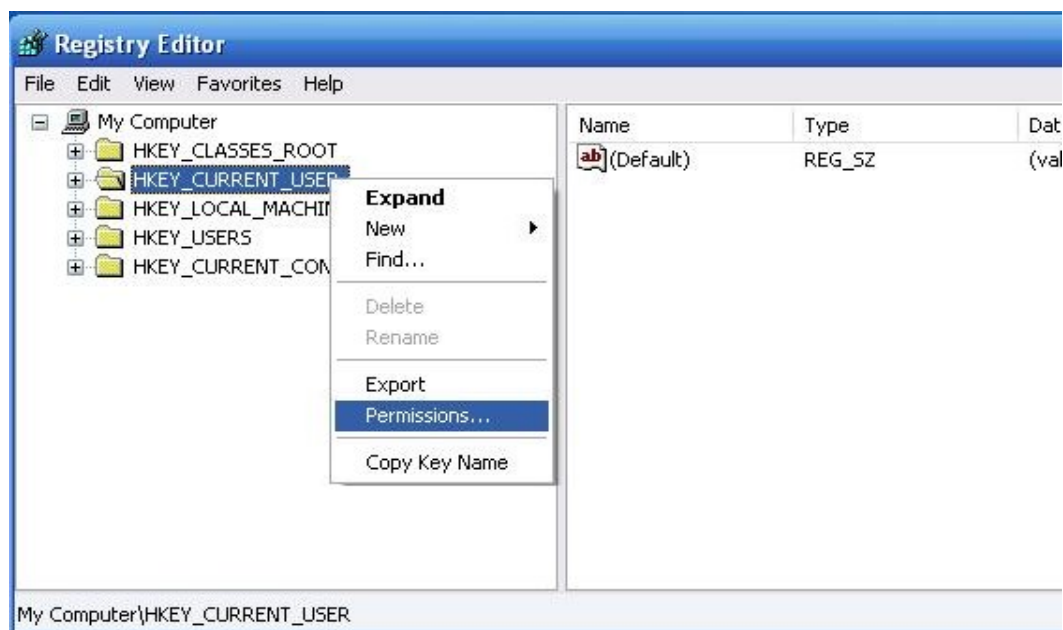 Registry Editor
File Edit View Favorites Help
My Computer
HKEY_CLASSES_ROOT
HKEY_CURRENT_USER
HKEY_LOCAL_MACHIN
HKEY_USERS
HKEY_CURRENT_CON
Expand
New
Find...
Delete
Rename
Export
Permissions...
Copy Key Name
Name Type Dat
ab (Default) REG_SZ (val
My Computer\HKEY_CURRENT_USER